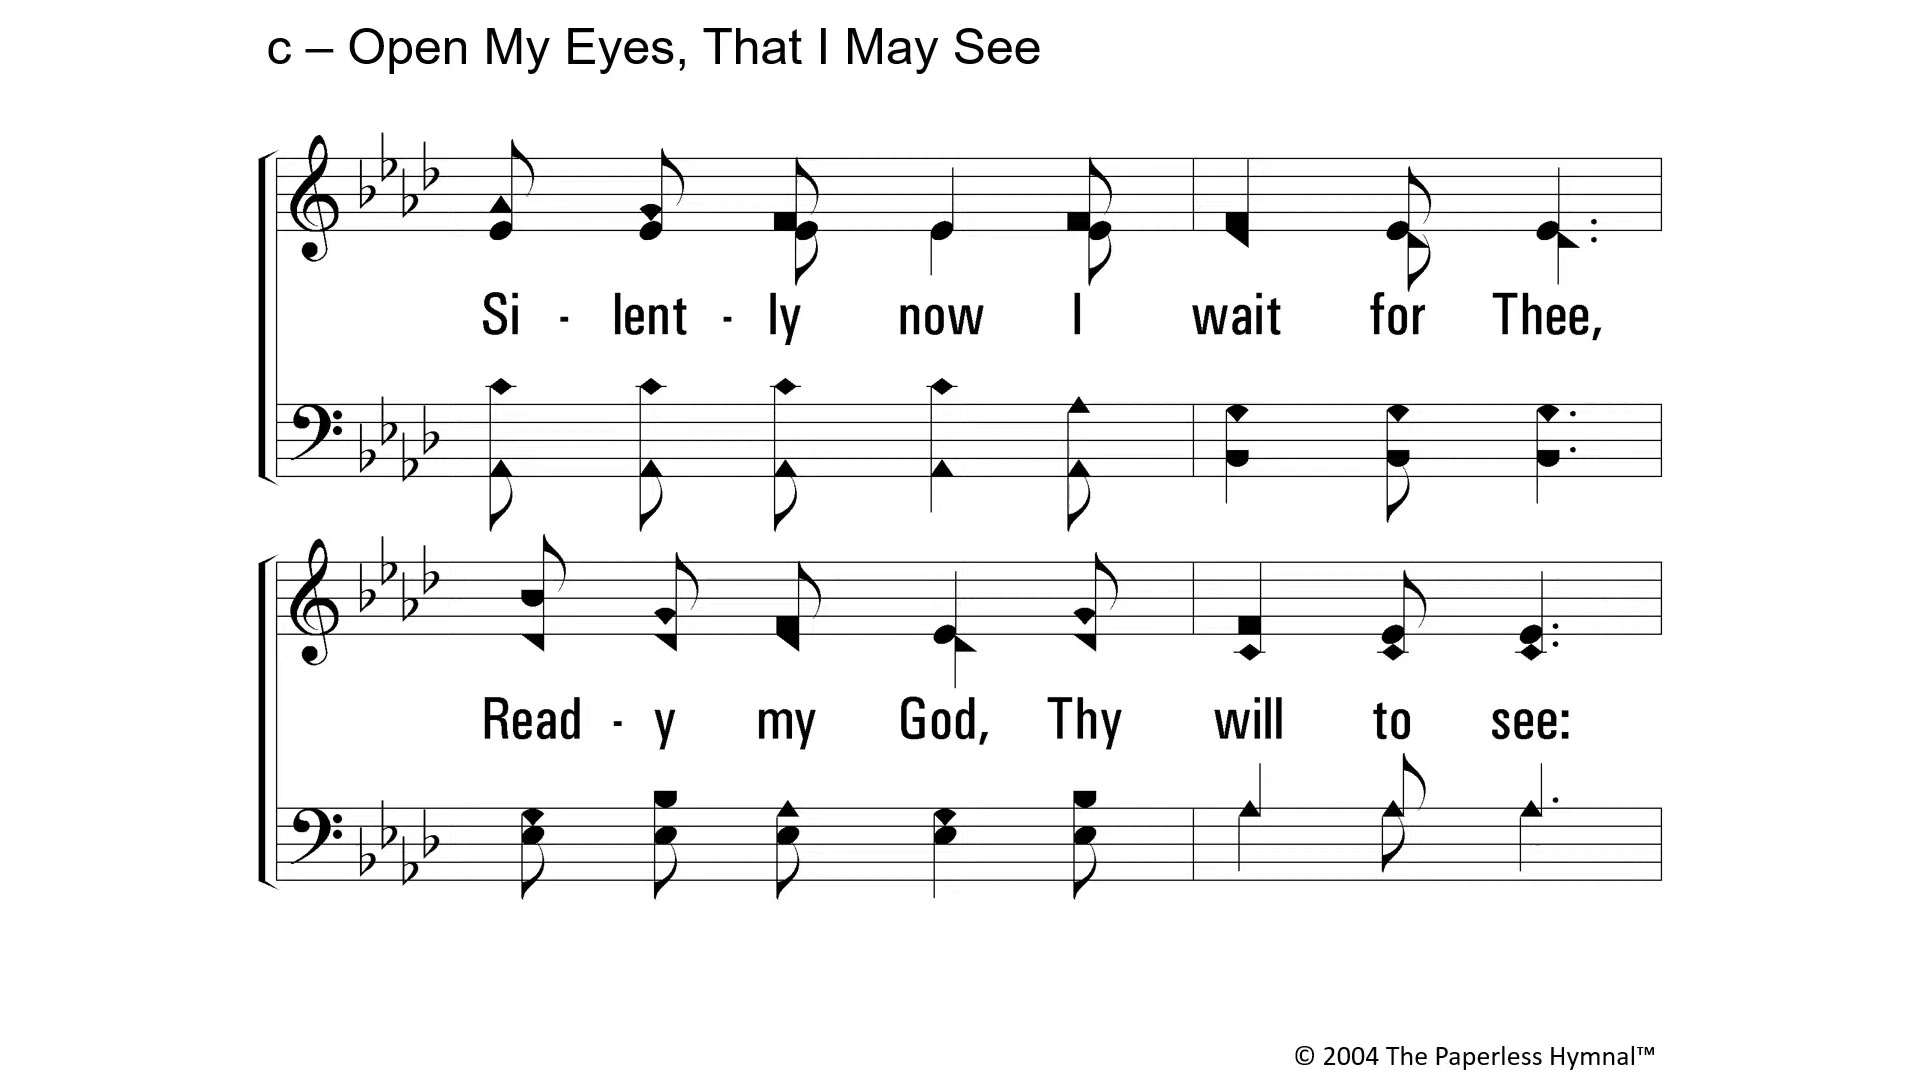 c – Open My Eyes, That I May See
Si - lent - ly now I wait for Thee,
Read - y my God, Thy will to see:
© 2004 The Paperless Hymnal™